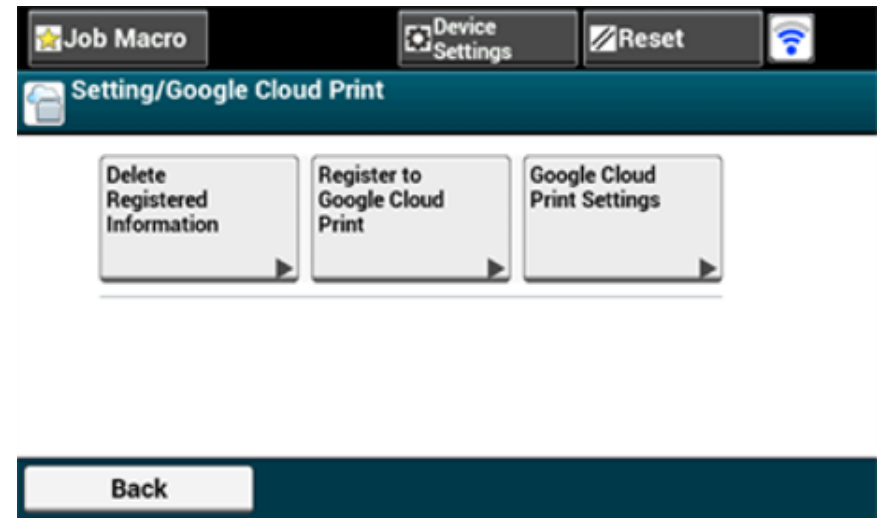 Job Macro
Device
Settings
Reset
Setting/Google Cloud Print
Delete
Registered
Information
Register to
Google Cloud
Print
Google Cloud
Print Settings
Back